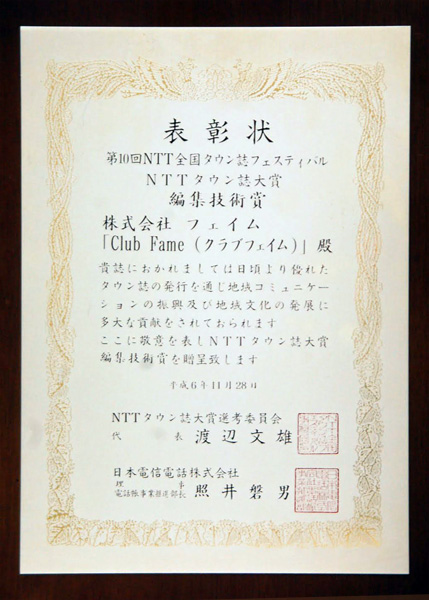 表彰状
第10回NTT全国タウン誌フェスティバル
NTTタウン誌大賞
編集技術賞
株式会社 フェイム
「Club Fame（クラブフェイム）」殿
貴誌におかれましては日頃より優れた
タウン誌の発行を通じ地域コミュニケー
ションの振興及び地域文化の発展に
多大な貢献をされておられます
ここに敬意を表しNTTタウン誌大賞
編集技術賞を贈呈致します
平成6年11月28日
NTTタウン誌大賞選考委員会
代表 渡辺文雄
日本電信電話株式会社
理事
電話帳事業推進部長 照井磐男